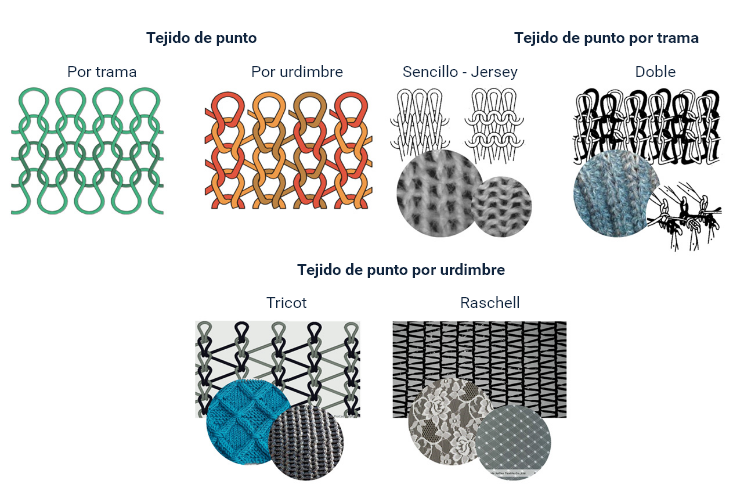 Tejido de punto
Tejido de punto por trama
Por trama
Por urdimbre
Sencillo - Jersey
Doble
Tejido de punto por urdimbre
Tricot
Raschell